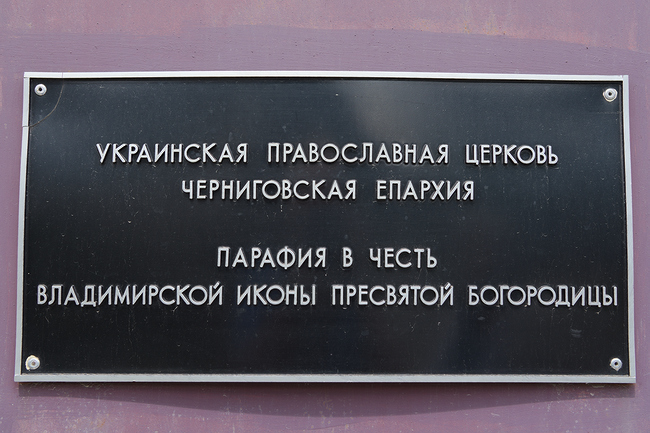 УКРАИНСКАЯ ПРАВОСЛАВНАЯ ЦЕРКОВЬ
ЧЕРНИГОВСКАЯ ЕПАРХИЯ
ПАРАФИЯ В ЧЕСТЬ
ВЛАДИМИРСКОЙ ИКОНЫ ПРЕСВЯТОЙ БОГОРОДИЦЫ